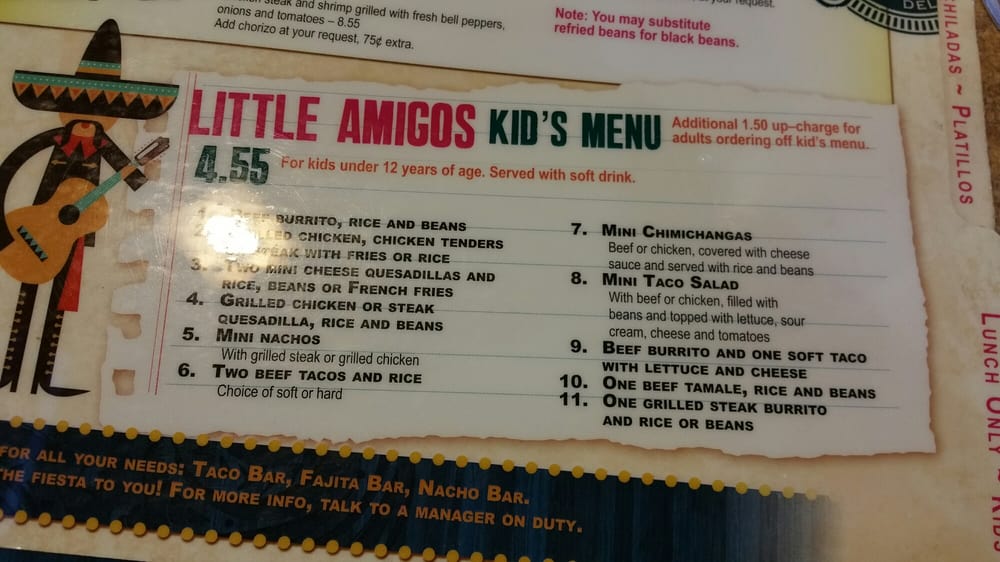 steak and shrimp grilled with fresh bell peppers,
onions and tomatoes – 8.55
Add chorizo at your request, 75¢ extra.
request.
Note: You may substitute
refried beans for black beans.
DEL
CHILADAS ~ PLATILLOS
LITTLE AMIGOS KID'S MENU
Additional 1.50 up–charge for
adults ordering off kid's menu.
4.55 For kids under 12 years of age. Served with soft drink.
1. BEEF BURRITO, RICE AND BEANS
2. GRILLED CHICKEN, CHICKEN TENDERS
STEAK WITH FRIES OR RICE
3. TWO MINI CHEESE QUESADILLAS AND
RICE, BEANS OR FRENCH FRIES
4. GRILLED CHICKEN OR STEAK
QUESADILLA, RICE AND BEANS
5. MINI NACHOS
With grilled steak or grilled chicken
6. TWO BEEF TACOS AND RICE
Choice of soft or hard
7. MINI CHIMICHANGAS
Beef or chicken, covered with cheese
sauce and served with rice and beans
8. MINI TACO SALAD
With beef or chicken, filled with
beans and topped with lettuce, sour
cream, cheese and tomatoes
9. BEEF BURRITO AND ONE SOFT TACO
WITH LETTUCE AND CHEESE
10. ONE BEEF TAMALE, RICE AND BEANS
11. ONE GRILLED STEAK BURRITO
AND RICE OR BEANS
LUNCH ONLY ~ KIDS
FOR ALL YOUR NEEDS: TACO BAR, FAJITA BAR, NACHO BAR.
THE FIESTA TO YOU! FOR MORE INFO, TALK TO A MANAGER ON DUTY.